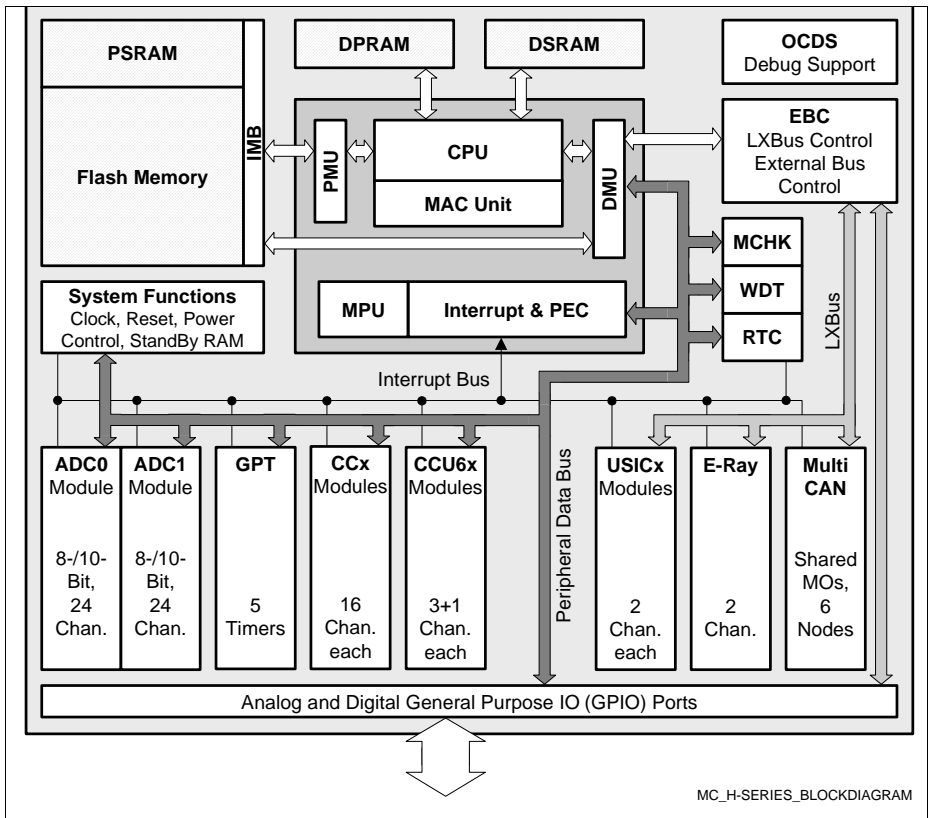 PSRAM
Flash Memory
IMB
DPRAM
DSRAM
OCDS
Debug Support
PMU
CPU
MAC Unit
DMU
EBC
LXBus Control
External Bus
Control
MCHK
WDT
RTC
LXBus
System Functions
Clock, Reset, Power
Control, StandBy RAM
MPU
Interrupt & PEC
Interrupt Bus
ADC0
Module
8-/10-
Bit,
24
Chan.
ADC1
Module
8-/10-
Bit,
24
Chan.
GPT
5
Timers
CCx
Modules
16
Chan.
each
CCU6x
Modules
3+1
Chan.
each
Peripheral Data Bus
USICx
Modules
2
Chan.
each
E-Ray
2
Chan.
Multi
CAN
Shared
MOs,
6
Nodes
Analog and Digital General Purpose IO (GPIO) Ports
MC_H-SERIES_BLOCKDIAGRAM